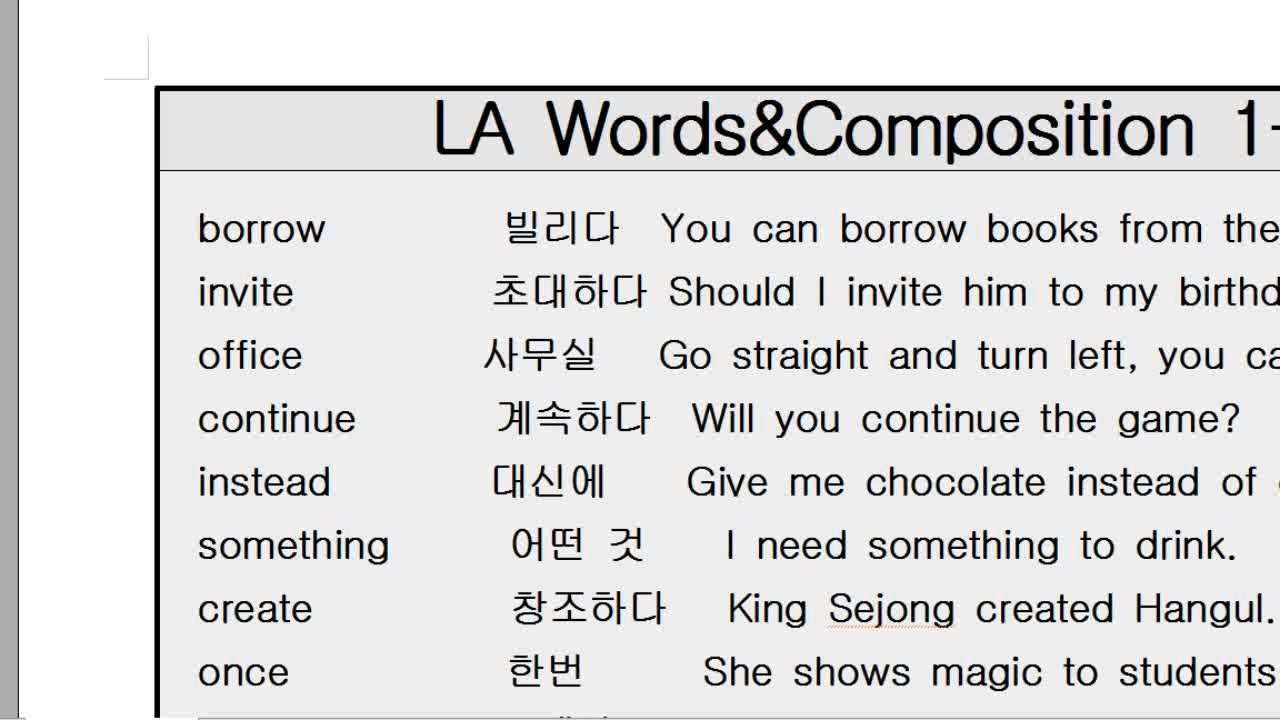 LA Words&Composition 1-
borrow 빌리다 You can borrow books from the
invite 초대하다 Should I invite him to my birthd
office 사무실 Go straight and turn left, you ca
continue 계속하다 Will you continue the game?
instead 대신에 Give me chocolate instead of
something 어떤 것 I need something to drink.
create 창조하다 King Sejong created Hangul.
once 한번 She shows magic to students